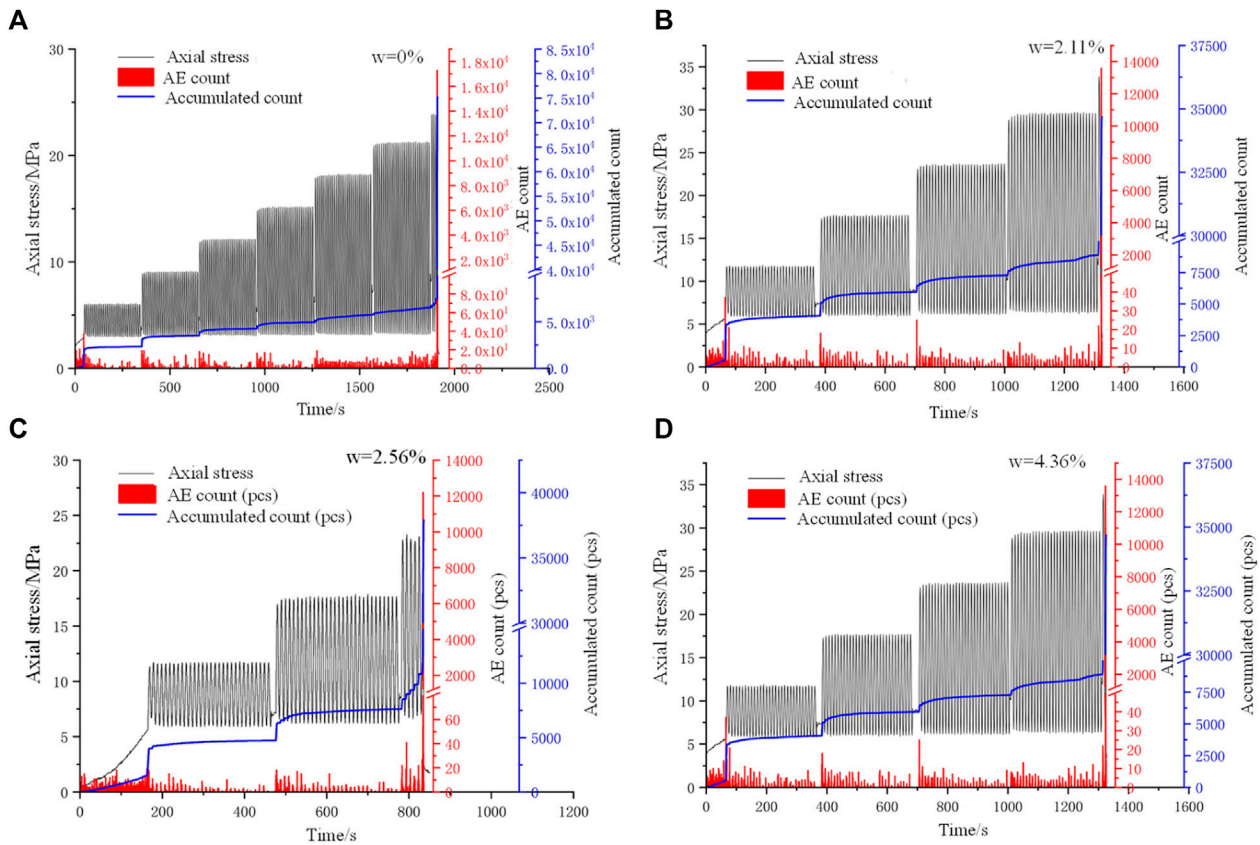 A
Axial stress
AE count
Accumulated count
w=0%
30
20
10
0
Axial stress/MPa
0
500
1000
1500
2000
2500
Time/s
2.0x10⁴
1.8x10⁴
1.6x10⁴
1.4x10⁴
1.2x10⁴
1.0x10⁴
8.0x10³
6.0x10³
4.0x10³
2.0x10³
1.0x10²
8.0x10¹
6.0x10¹
4.0x10¹
2.0x10¹
0.0
AE count
8.5x10⁴
8.0x10⁴
7.5x10⁴
7.0x10⁴
6.5x10⁴
6.0x10⁴
5.5x10⁴
5.0x10⁴
4.5x10⁴
4.0x10⁴
5.0x10³
0.0
Accumulated count
B
Axial stress
AE count
Accumulated count
w=2.11%
35
30
25
20
15
10
5
0
Axial stress/MPa
0
200
400
600
800
1000
1200
1400
1600
Time/s
14000
12000
10000
8000
6000
4000
2000
40
30
20
10
0
AE count
37500
35000
32500
30000
7500
5000
2500
0
Accumulated count
C
Axial stress
AE count (pcs)
Accumulated count (pcs)
w=2.56%
30
25
20
15
10
5
0
Axial stress/MPa
0
200
400
600
800
1000
1200
Time/s
14000
12000
10000
8000
6000
4000
2000
60
40
20
0
AE count (pcs)
40000
35000
30000
10000
5000
0
Accumulated count (pcs)
D
Axial stress
AE count (pcs)
Accumulated count (pcs)
w=4.36%
35
30
25
20
15
10
5
0
Axial stress/MPa
0
200
400
600
800
1000
1200
1400
1600
Time/s
14000
12000
10000
8000
6000
4000
2000
40
30
20
10
0
AE count (pcs)
37500
35000
32500
30000
7500
5000
2500
0
Accumulated count (pcs)